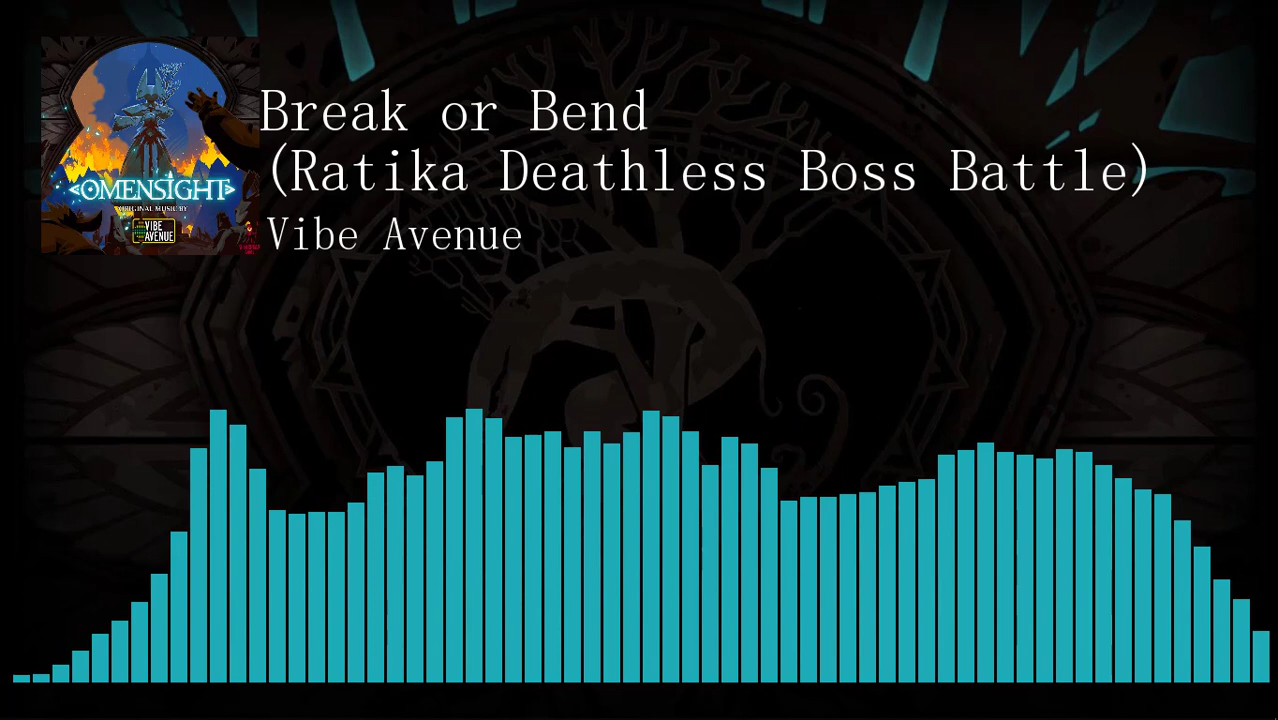 Break or Bend
(Ratika Deathless Boss Battle)
Vibe Avenue
OMENSIGHT
ORIGINAL MUSIC BY
VIBE
AVENUE